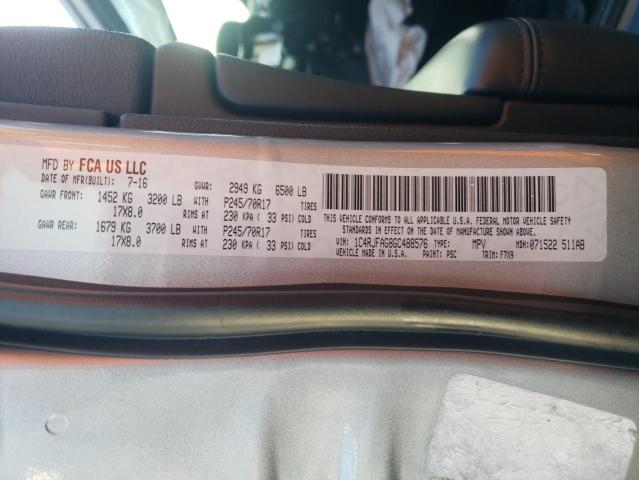 MFD BY FCA US LLC
DATE OF MFR(BUILT): 7-16 GVWR: 2949 KG 6500 LB
GAWR FRONT: 1452 KG 3200 LB WITH P245/70R17 TIRES
17X8.0 RIMS AT 230 KPA ( 33 PSI) COLD
GAWR REAR: 1679 KG 3700 LB WITH P245/70R17 TIRES
17X8.0 RIMS AT 230 KPA ( 33 PSI) COLD
THIS VEHICLE CONFORMS TO ALL APPLICABLE U.S.A. FEDERAL MOTOR VEHICLE SAFETY
STANDARDS IN EFFECT ON THE DATE OF MANUFACTURE SHOWN ABOVE
VIN: 1C4RJFAG8GC488576 TYPE: MPV MDH: 071522 511AB
VEHICLE MADE IN U.S.A. PAINT: PSC TRIM: F7X9